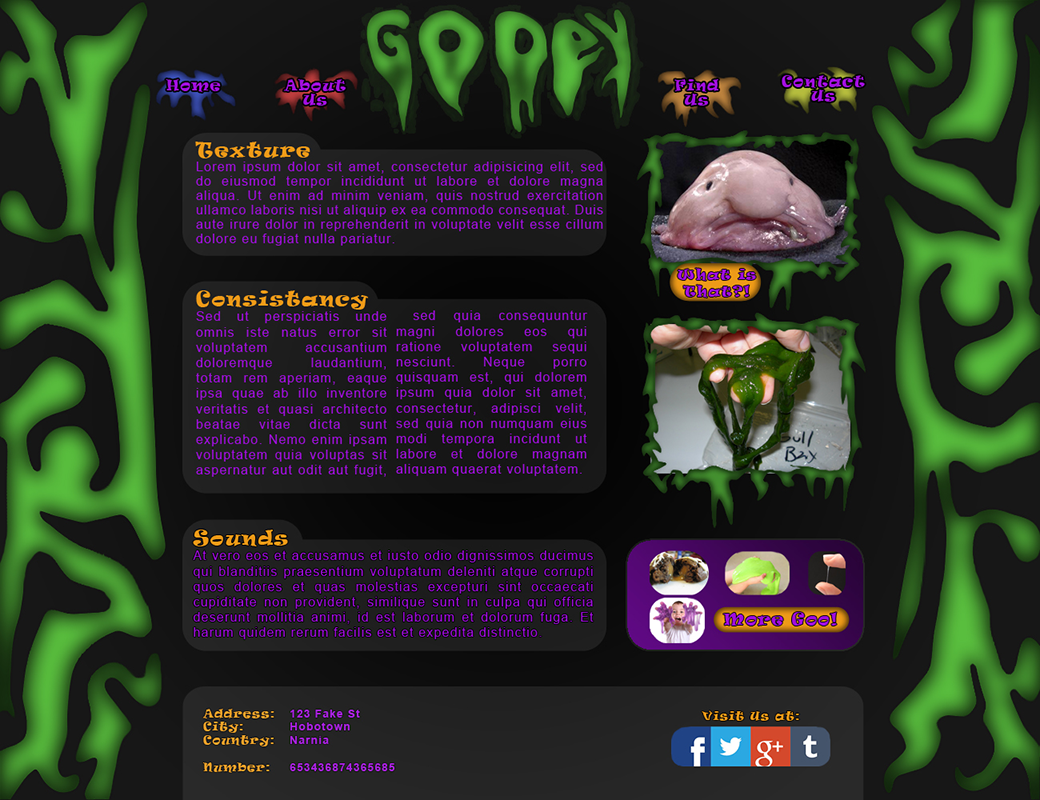 GOOEY
Home
About
Us
Find
Us
Contact
Us
Texture
Lorem ipsum dolor sit amet, consectetur adipisicing elit, sed
do eiusmod tempor incididunt ut labore et dolore magna
aliqua. Ut enim ad minim veniam, quis nostrud exercitation
ullamco laboris nisi ut aliquip ex ea commodo consequat. Duis
aute irure dolor in reprehenderit in voluptate velit esse cillum
dolore eu fugiat nulla pariatur.
What is
That?!
Consistancy
Sed ut perspiciatis unde
omnis iste natus error sit
voluptatem accusantium
doloremque laudantium,
totam rem aperiam, eaque
ipsa quae ab illo inventore
veritatis et quasi architecto
beatae vitae dicta sunt
explicabo. Nemo enim ipsam
voluptatem quia voluptas sit
aspernatur aut odit aut fugit,
sed quia consequuntur
magni dolores eos qui
ratione voluptatem sequi
nesciunt. Neque porro
quisquam est, qui dolorem
ipsum quia dolor sit amet,
consectetur, adipisci velit,
sed quia non numquam eius
modi tempora incidunt ut
labore et dolore magnam
aliquam quaerat voluptatem.
Bull
Bax
Sounds
At vero eos et accusamus et iusto odio dignissimos ducimus
qui blanditiis praesentium voluptatum deleniti atque corrupti
quos dolores et quas molestias excepturi sint occaecati
cupiditate non provident, similique sunt in culpa qui officia
deserunt mollitia animi, id est laborum et dolorum fuga. Et
harum quidem rerum facilis est et expedita distinctio.
More Goo!
Address: 123 Fake St
City: Hobotown
Country: Narnia
Number: 653436874365685
Visit Us at:
f
g+
t